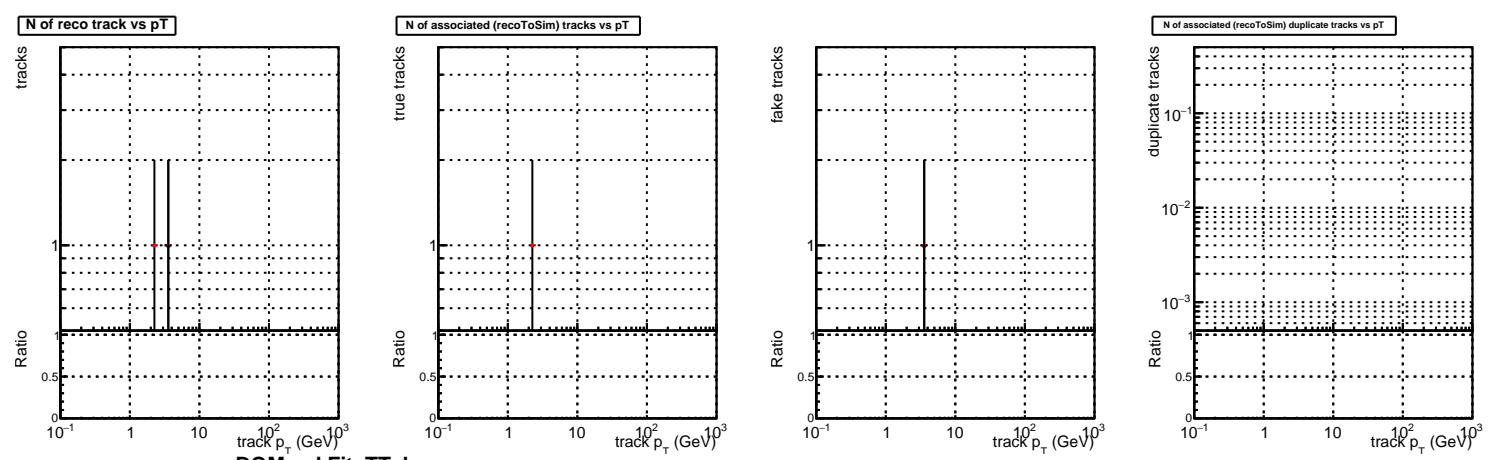 N of reco track vs pT
tracks
1
Ratio
1
0.5
0
10⁻¹ 1 10 10² 10³
track p_T (GeV)
N of associated (recoToSim) tracks vs pT
true tracks
1
Ratio
1
0.5
0
10⁻¹ 1 10 10² 10³
track p_T (GeV)
fake tracks
1
Ratio
1
0.5
0
10⁻¹ 1 10 10² 10³
track p_T (GeV)
N of associated (recoToSim) duplicate tracks vs pT
duplicate tracks
10⁻¹
10⁻²
10⁻³
Ratio
1
0.5
0
10⁻¹ 1 10 10² 10³
track p_T (GeV)